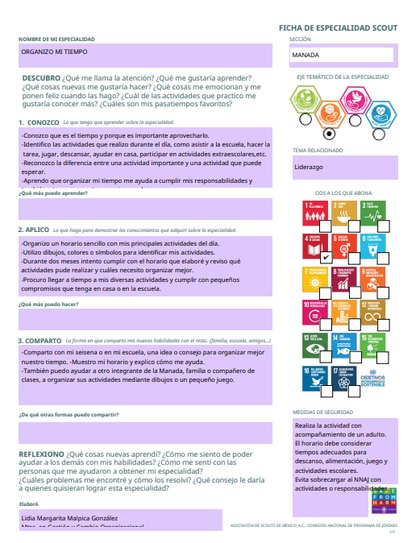 FICHA DE ESPECIALIDAD SCOUT
NOMBRE DE MI ESPECIALIDAD
ORGANIZO MI TIEMPO
SECCIÓN
MANADA
DESCUBRO ¿Qué me llama la atención? ¿Qué me gustaría aprender?
¿Qué cosas nuevas me gustaría hacer? ¿Qué cosas me emocionan y me
ponen feliz cuando las hago? ¿Cuál de las actividades que practico me
gustaría conocer más? ¿Cuáles son mis pasatiempos favoritos?
EJE TEMÁTICO DE LA ESPECIALIDAD
1. CONOZCO Lo que tengo que aprender sobre la especialidad.
-Conozco que es el tiempo y porque es importante aprovecharlo.
-Identifico las actividades que realizo durante el día, como asistir a la escuela, hacer la
tarea, jugar, descansar, ayudar en casa, participar en actividades extraescolares,etc.
-Reconozco la diferencia entre una actividad importante y una actividad que puede
esperar.
-Aprendo que organizar mi tiempo me ayuda a cumplir mis responsabilidades y
TEMA RELACIONADO
Liderazgo
¿Qué más puedo aprender?
ODS A LOS QUE ABONA
2. APLICO Lo que hago para demostrar los conocimientos que adquirí sobre la especialidad.
-Organizo un horario sencillo con mis principales actividades del día.
-Utilizo dibujos, colores o símbolos para identificar mis actividades.
-Durante dos meses intento cumplir con el horario que elaboré y reviso qué
actividades pude realizar y cuáles necesito organizar mejor.
-Procuro llegar a tiempo a mis diversas actividades y cumplir con pequeños
compromisos que tenga en casa o en la escuela.
¿Qué más puedo hacer?
3. COMPARTO La forma en que comparto mis nuevas habilidades con el resto. (familia, escuela, amigos...)
-Comparto con mi seisena o en mi escuela, una idea o consejo para organizar mejor
nuestro tiempo. -Muestro mi horario y explico cómo me ayuda.
-También puedo ayudar a otro integrante de la Manada, familia o compañero de
clases, a organizar sus actividades mediante dibujos o un pequeño juego.
¿De qué otras formas puedo compartir?
MEDIDAS DE SEGURIDAD
Realiza la actividad con
acompañamiento de un adulto.
El horario debe considerar
tiempos adecuados para
descanso, alimentación, juego y
actividades escolares.
Evita sobrecargar al NNAJ con
actividades o responsabilidades
REFLEXIONO ¿Qué cosas nuevas aprendí? ¿Cómo me siento de poder
ayudar a los demás con mis habilidades? ¿Cómo me sentí con las
personas que me ayudaron a obtener mi especialidad?
¿Cuáles problemas me encontré y cómo los resolví? ¿Qué consejo le daría
a quienes quisieran lograr esta especialidad?
SAFE
FROM
HARM
Elaboró
Lidia Margarita Malpica González
ASOCIACIÓN DE SCOUTS DE MÉXICO, A.C., COMISIÓN NACIONAL DE PROGRAMA DE JÓVENES